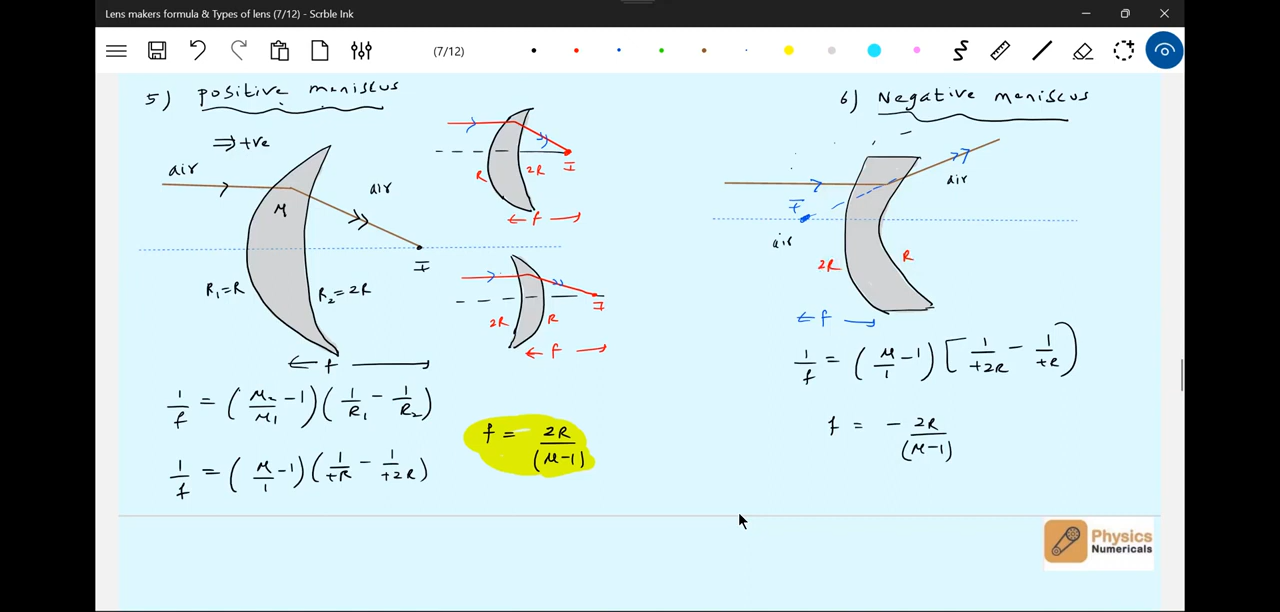 Lens makers formula & Types of lens (7/12) - Scrble Ink
(7/12)
5) positive meniscus
⇒ +ve
air
air
μ
I
R₁=R
R₂=2R
f
1/f = (μ₂/μ₁ - 1)(1/R₁ - 1/R₂)
1/f = (μ/1 - 1)(1/+R - 1/+2R)
R
2R
I
f
2R
R
I
f
f = 2R/(μ-1)
6) Negative meniscus
air
I
air
2R
R
f
1/f = (μ/1 - 1)[1/+2R - 1/+R)
f = - 2R/(μ-1)
Physics
Numericals